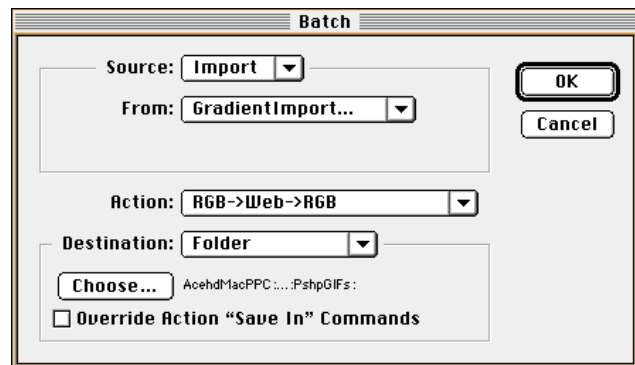 Batch
Source: Import
OK
From: GradientImport...
Cancel
Action: RGB->Web->RGB
Destination: Folder
Choose... AcehdMacPPC:...:PshpGIFs:
Override Action “Save In” Commands